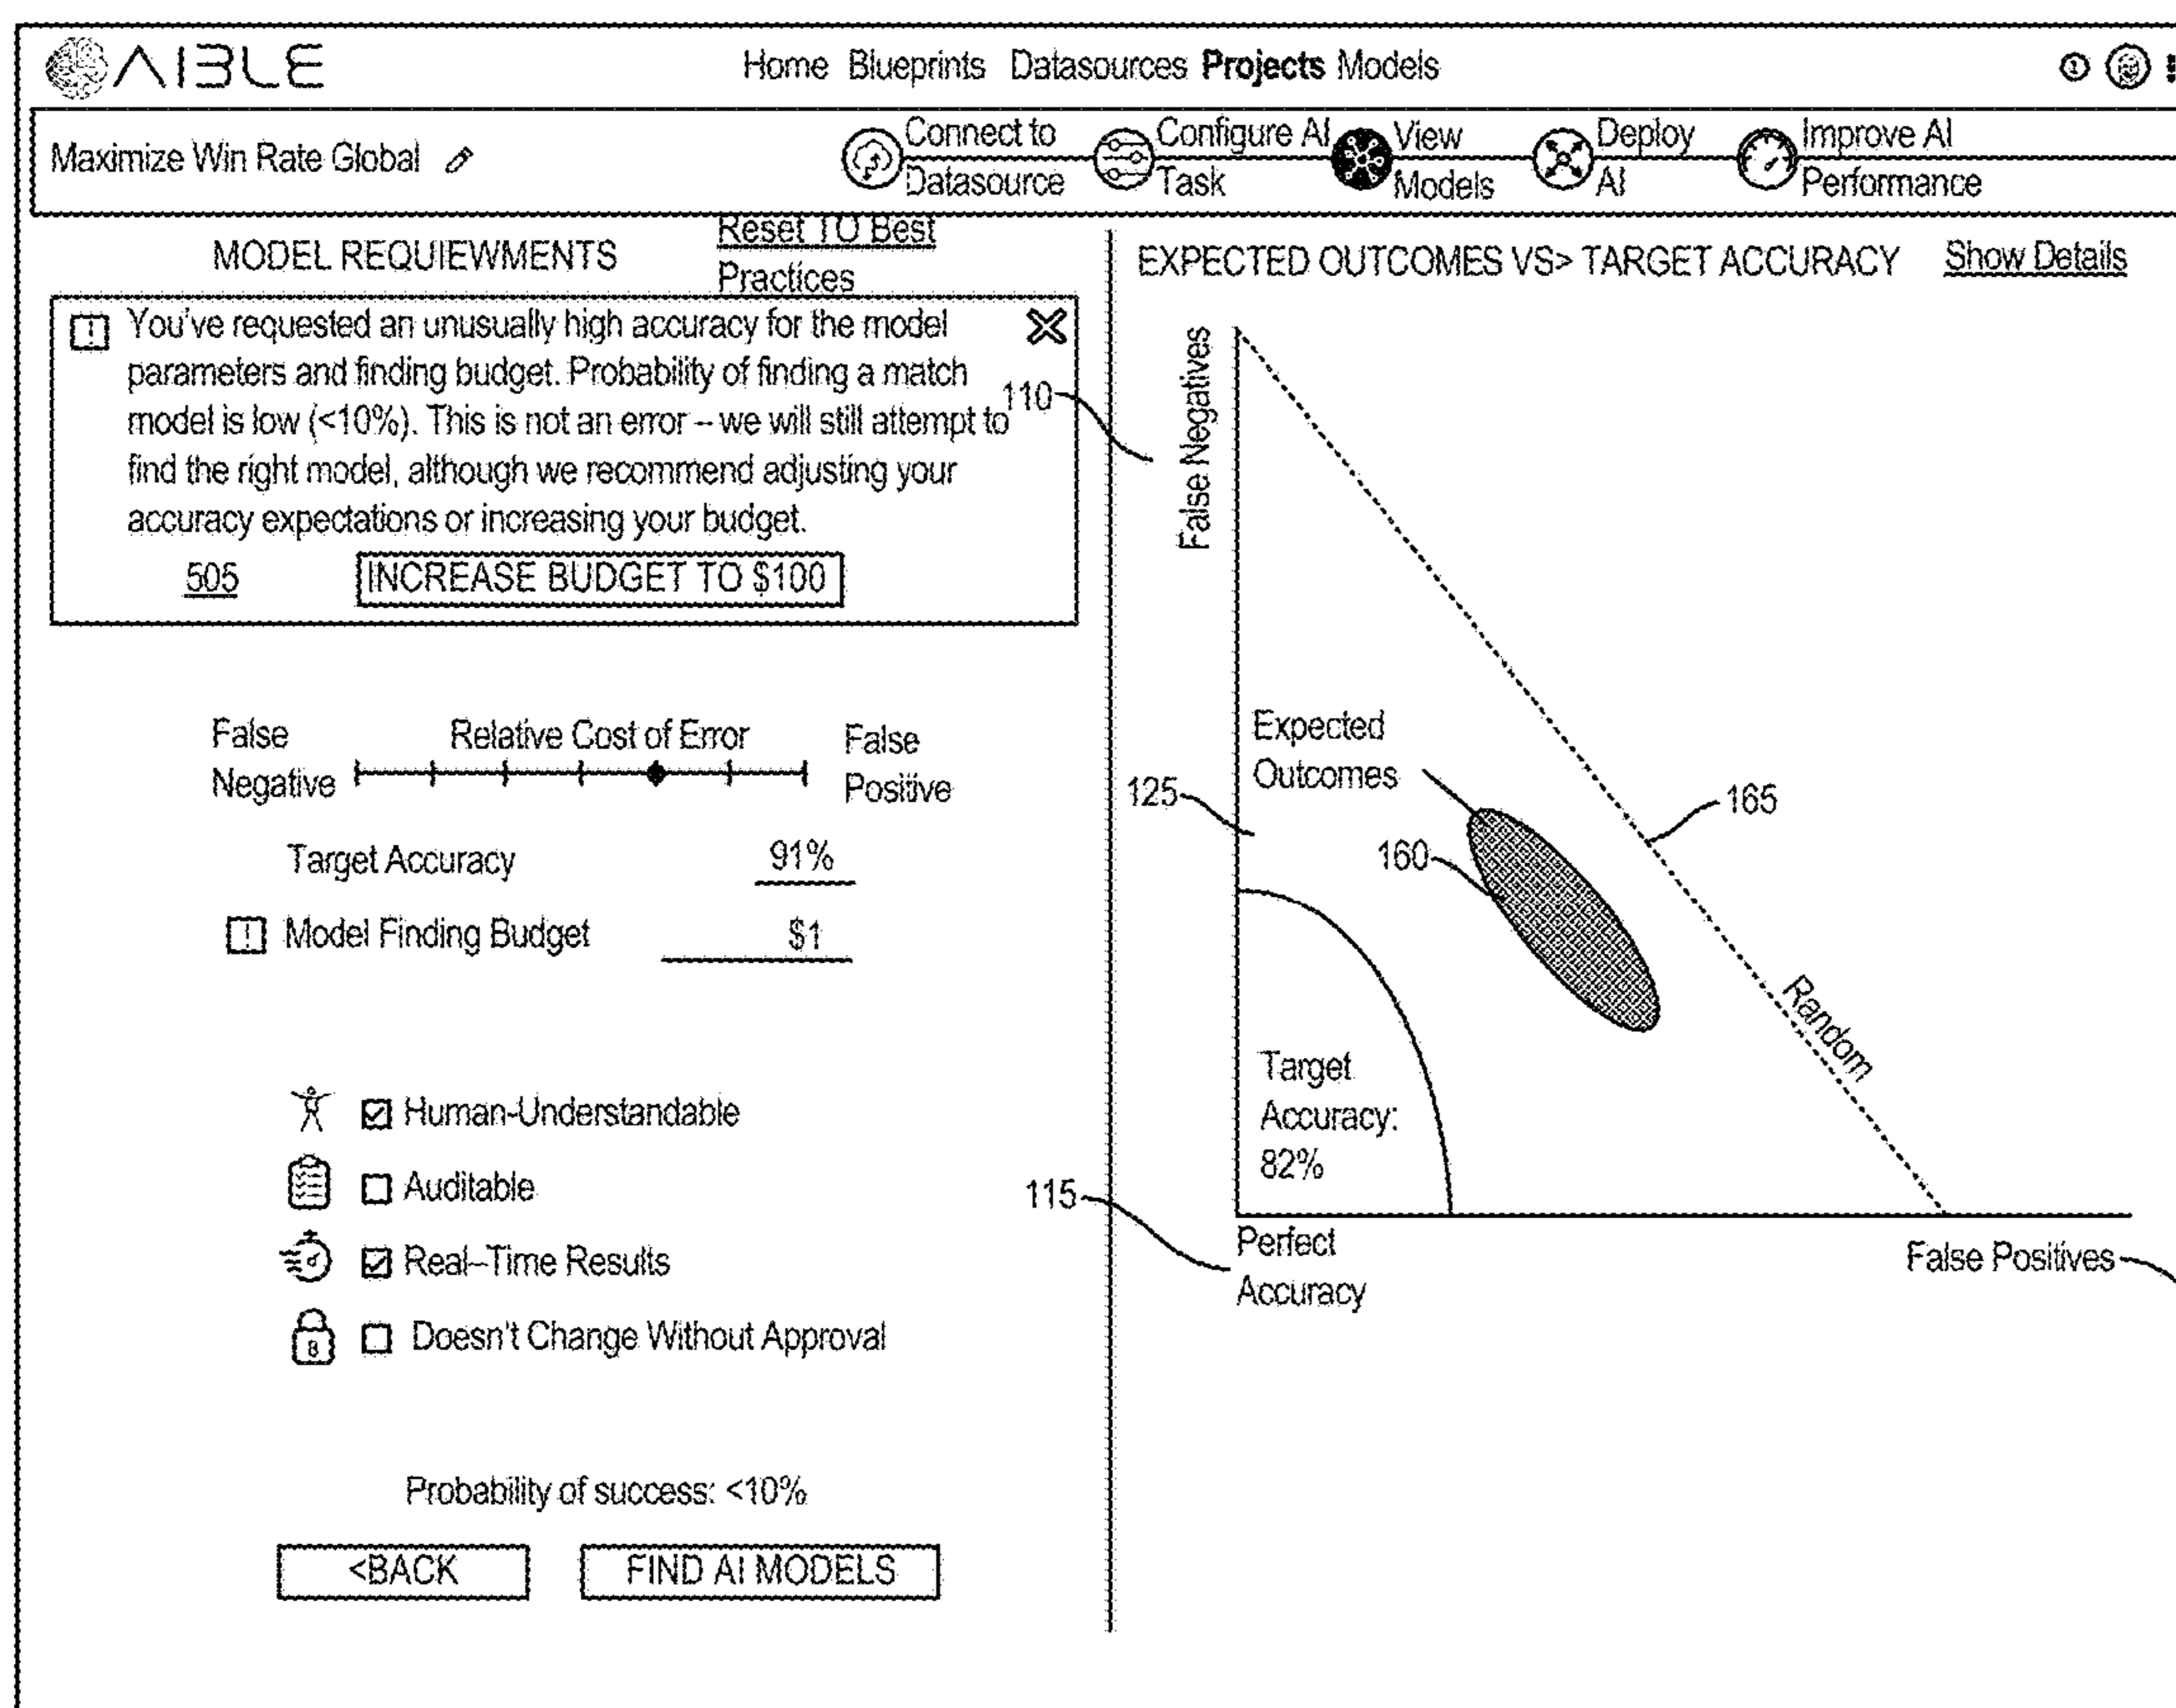 AIBLE
Home Blueprints Datasources Projects Models
Maximize Win Rate Global
Connect to
Datasource
Configure AI
Task
View
Models
Deploy
AI
Improve AI
Performance
MODEL REQUIEWMENTS
Reset TO Best
Practices
You've requested an unusually high accuracy for the model
parameters and finding budget. Probability of finding a match
model is low (<10%). This is not an error -- we will still attempt to
find the right model, although we recommend adjusting your
accuracy expectations or increasing your budget.
505
INCREASE BUDGET TO $100
False
Negative
Relative Cost of Error
False
Positive
Target Accuracy 91%
Model Finding Budget $1
Human-Understandable
Auditable
Real--Time Results
Doesn't Change Without Approval
Probability of success: <10%
<BACK
FIND AI MODELS
EXPECTED OUTCOMES VS> TARGET ACCURACY
Show Details
110
False Negatives
Expected
Outcomes
125
165
160
Random
Target
Accuracy:
82%
115
Perfect
Accuracy
False Positives